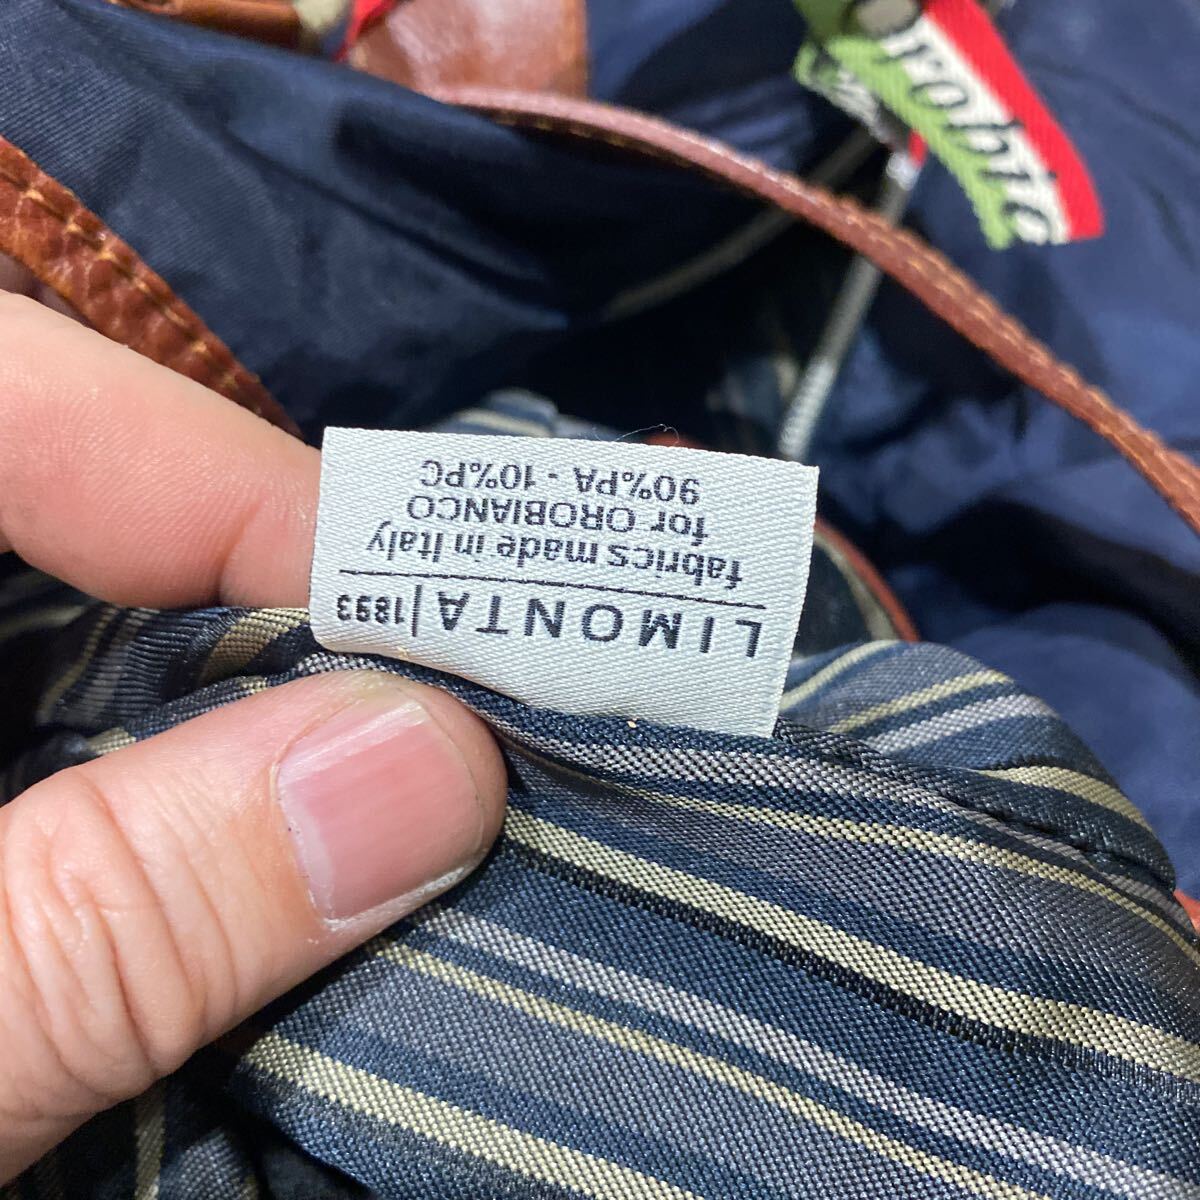 LIMONTA | 1893
fabrics made in Italy
for OROBIANCO
90%PA - 10%PC